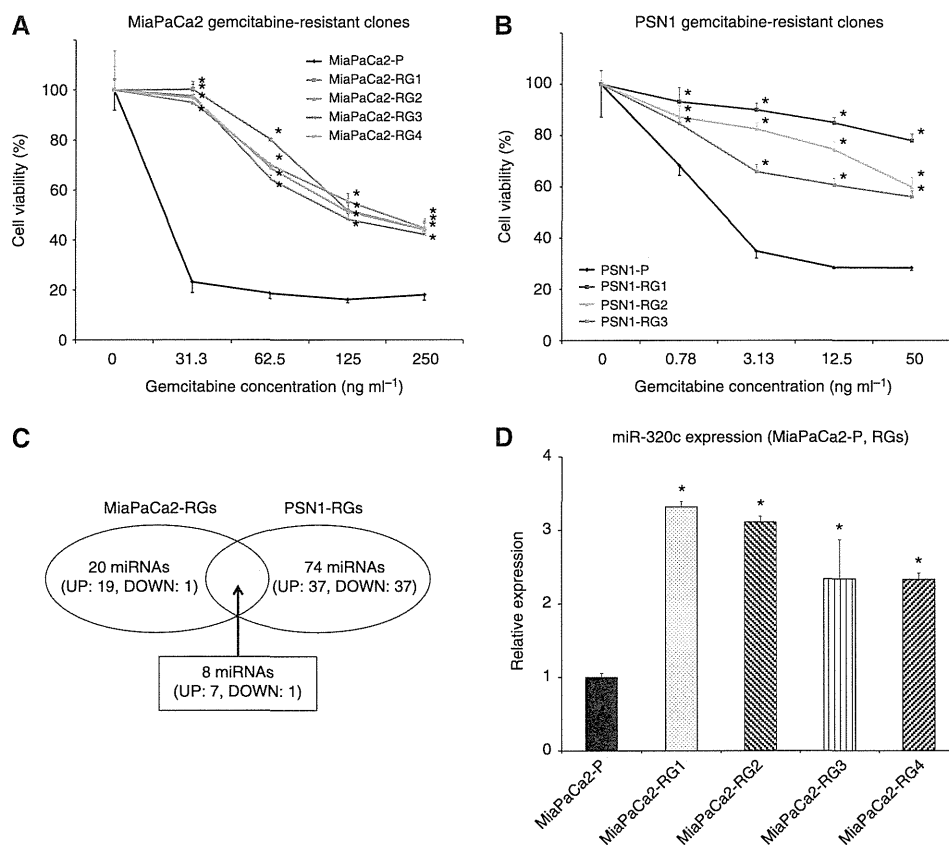 A
MiaPaCa2 gemcitabine-resistant clones
Cell viability (%)
100
80
60
40
20
0
MiaPaCa2-P
MiaPaCa2-RG1
MiaPaCa2-RG2
MiaPaCa2-RG3
MiaPaCa2-RG4
* * * * * * * * * * * * * * *
0 31.3 62.5 125 250
Gemcitabine concentration (ng ml⁻¹)
B
PSN1 gemcitabine-resistant clones
Cell viability (%)
100
80
60
40
20
0
* * * * * * * * * * *
PSN1-P
PSN1-RG1
PSN1-RG2
PSN1-RG3
0 0.78 3.13 12.5 50
Gemcitabine concentration (ng ml⁻¹)
C
MiaPaCa2-RGs PSN1-RGs
20 miRNAs
(UP: 19, DOWN: 1)
74 miRNAs
(UP: 37, DOWN: 37)
8 miRNAs
(UP: 7, DOWN: 1)
D
miR-320c expression (MiaPaCa2-P, RGs)
Relative expression
4
3
2
1
0
* * * *
MiaPaCa2-P
MiaPaCa2-RG1
MiaPaCa2-RG2
MiaPaCa2-RG3
MiaPaCa2-RG4